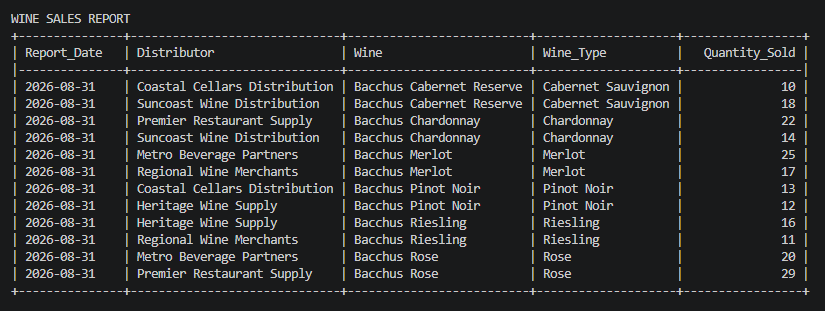 WINE SALES REPORT
+---------------+------------------------------+--------------------------+--------------------+-----------------+
| Report_Date | Distributor | Wine | Wine_Type | Quantity_Sold |
|---------------+------------------------------+--------------------------+--------------------+-----------------|
| 2026-08-31 | Coastal Cellars Distribution | Bacchus Cabernet Reserve | Cabernet Sauvignon | 10 |
| 2026-08-31 | Suncoast Wine Distribution | Bacchus Cabernet Reserve | Cabernet Sauvignon | 18 |
| 2026-08-31 | Premier Restaurant Supply | Bacchus Chardonnay | Chardonnay | 22 |
| 2026-08-31 | Suncoast Wine Distribution | Bacchus Chardonnay | Chardonnay | 14 |
| 2026-08-31 | Metro Beverage Partners | Bacchus Merlot | Merlot | 25 |
| 2026-08-31 | Regional Wine Merchants | Bacchus Merlot | Merlot | 17 |
| 2026-08-31 | Coastal Cellars Distribution | Bacchus Pinot Noir | Pinot Noir | 13 |
| 2026-08-31 | Heritage Wine Supply | Bacchus Pinot Noir | Pinot Noir | 12 |
| 2026-08-31 | Heritage Wine Supply | Bacchus Riesling | Riesling | 16 |
| 2026-08-31 | Regional Wine Merchants | Bacchus Riesling | Riesling | 11 |
| 2026-08-31 | Metro Beverage Partners | Bacchus Rose | Rose | 20 |
| 2026-08-31 | Premier Restaurant Supply | Bacchus Rose | Rose | 29 |
+---------------+------------------------------+--------------------------+--------------------+-----------------+